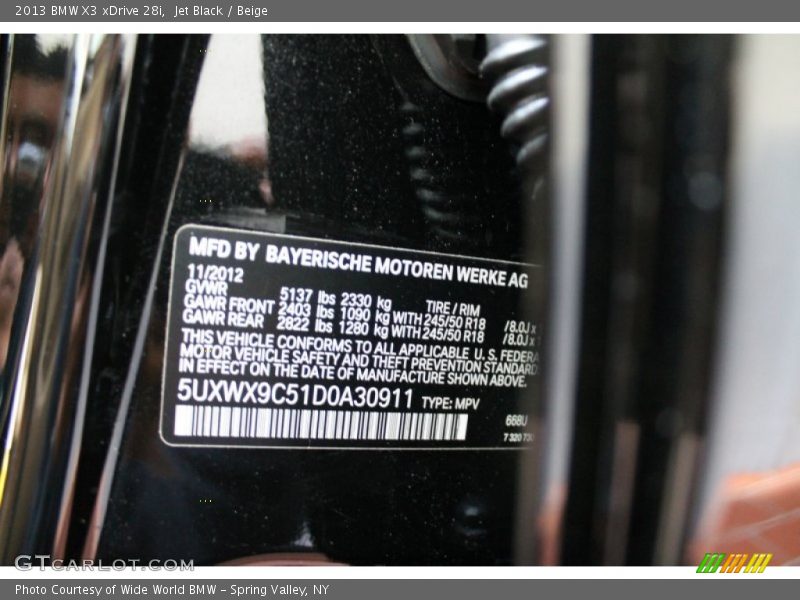 2013 BMW X3 xDrive 28i,  Jet Black / Beige
MFD BY BAYERISCHE MOTOREN WERKE AG
11/2012
GVWR 5137 lbs 2330 kg TIRE / RIM
GAWR FRONT 2403 lbs 1090 kg WITH 245/50 R18 /8.0J x
GAWR REAR 2822 lbs 1280 kg WITH 245/50 R18 /8.0J x
THIS VEHICLE CONFORMS TO ALL APPLICABLE U. S. FEDERA
MOTOR VEHICLE SAFETY AND THEFT PREVENTION STANDARD
IN EFFECT ON THE DATE OF MANUFACTURE SHOWN ABOVE.
5UXWX9C51D0A30911 TYPE: MPV
668U
7 320 730
GTCARLOT.COM
Photo Courtesy of Wide World BMW - Spring Valley, NY